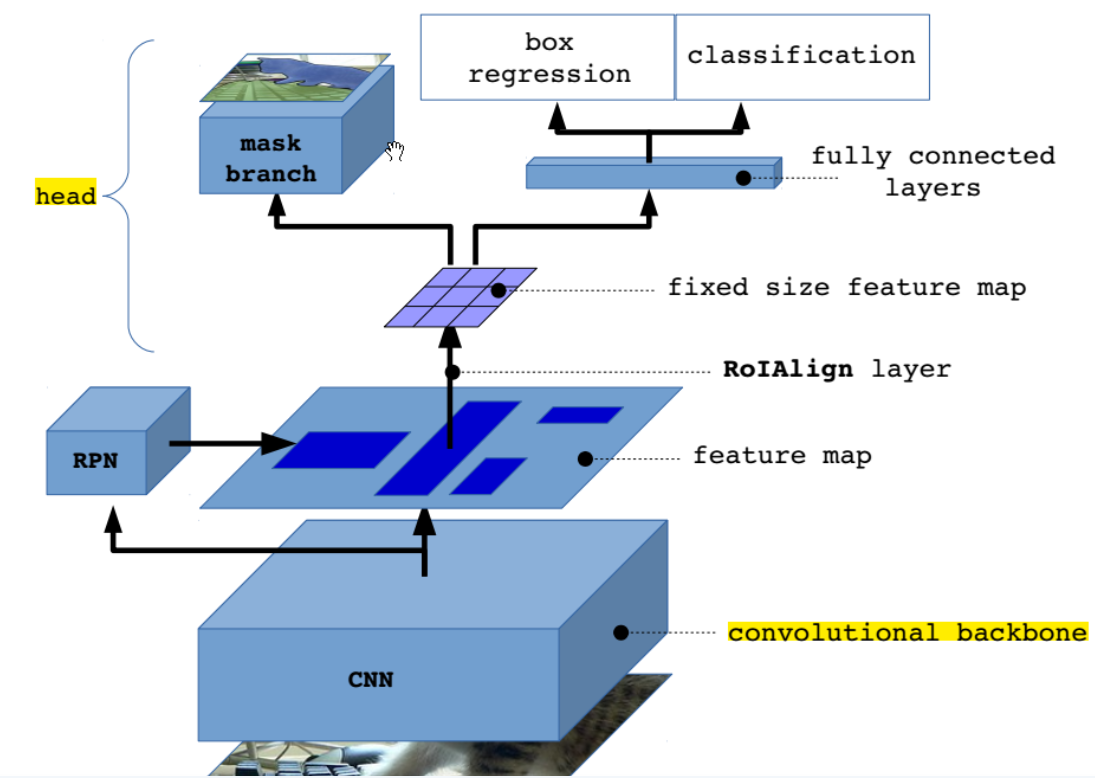 box
regression
classification
mask
branch
fully connected
layers
head
fixed size feature map
RoIAlign layer
RPN
feature map
convolutional backbone
CNN